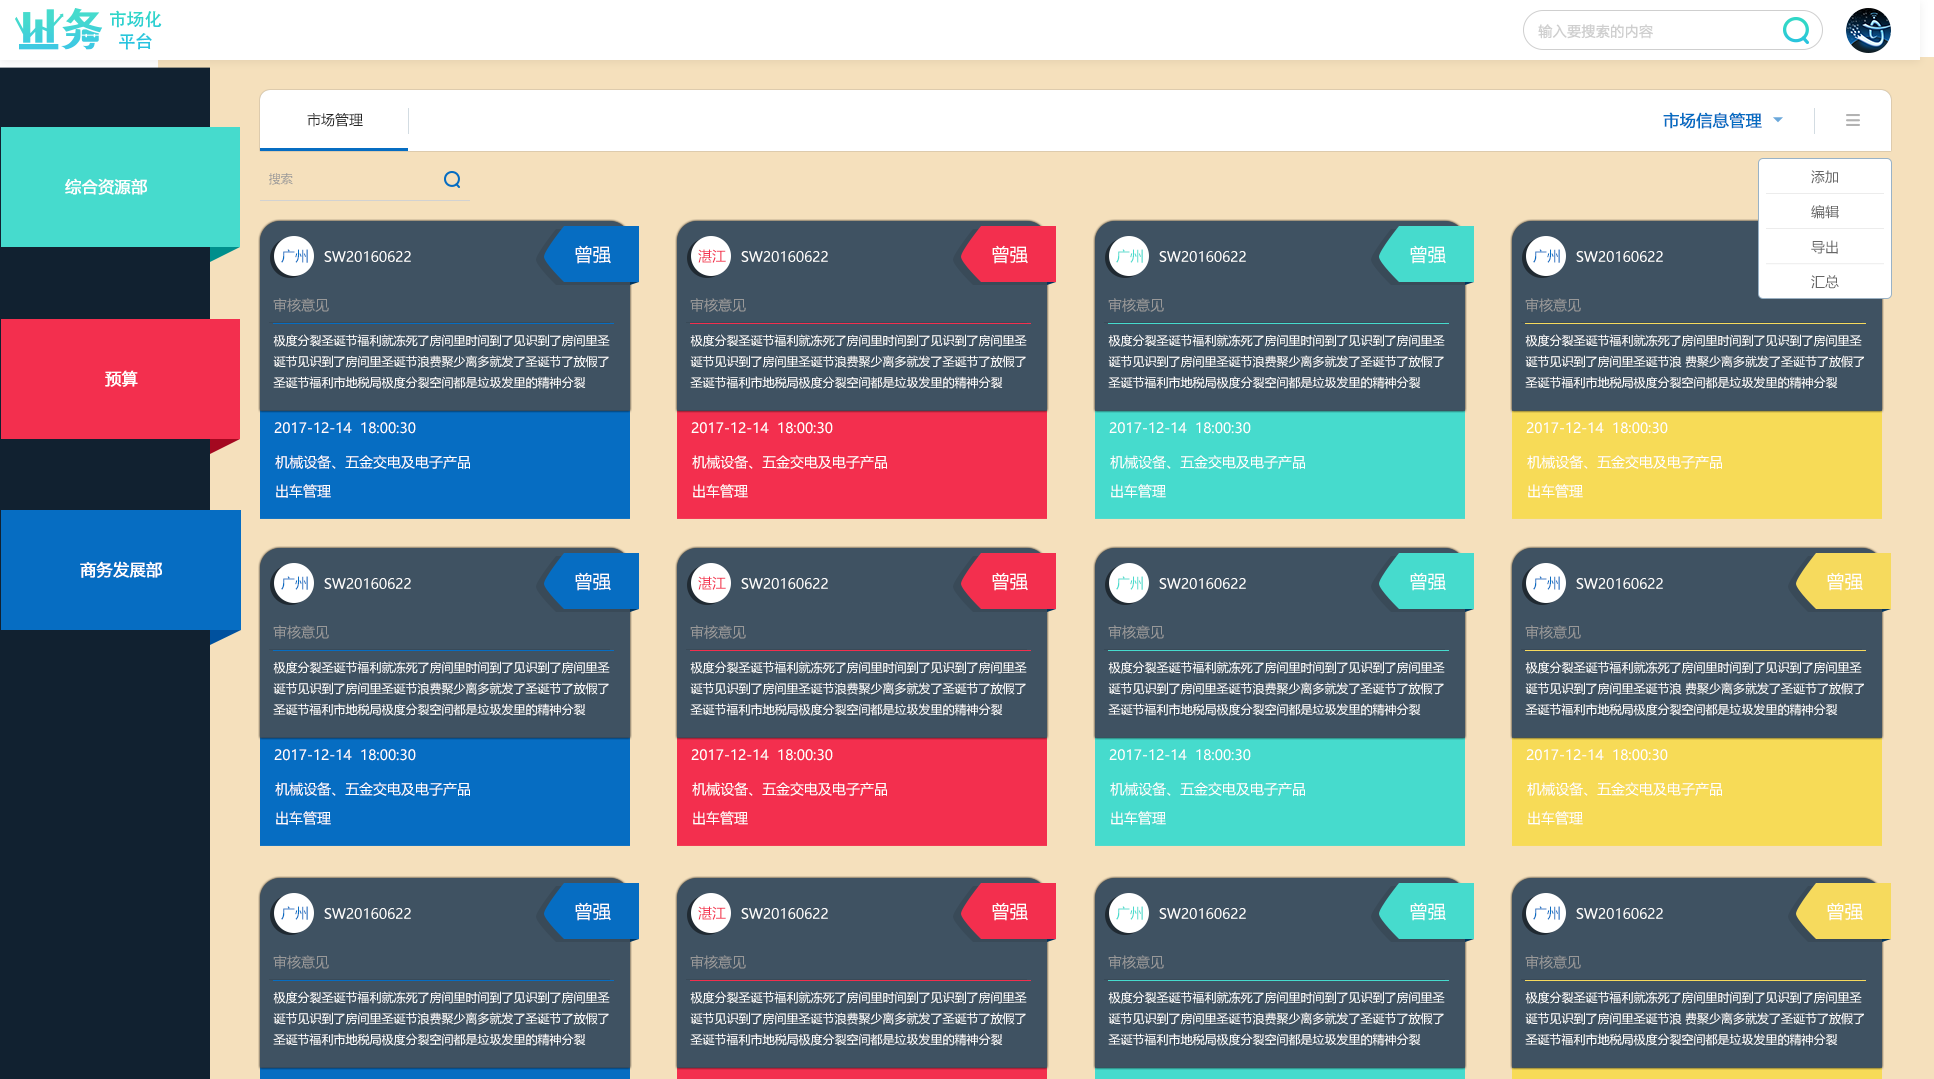 业务
市场化
平台
输入要搜索的内容
综合资源部
预算
商务发展部
市场管理
市场信息管理
搜索
添加
编辑
导出
汇总
广州 SW20160622 曾强
审核意见
极度分裂圣诞节福利就冻死了房间里时间到了见识到了房间里圣
诞节见识到了房间里圣诞节浪费聚少离多就发了圣诞节了放假了
圣诞节福利市地税局极度分裂空间都是垃圾发里的精神分裂
2017-12-14 18:00:30
机械设备、五金交电及电子产品
出车管理
湛江 SW20160622 曾强
审核意见
极度分裂圣诞节福利就冻死了房间里时间到了见识到了房间里圣
诞节见识到了房间里圣诞节浪费聚少离多就发了圣诞节了放假了
圣诞节福利市地税局极度分裂空间都是垃圾发里的精神分裂
2017-12-14 18:00:30
机械设备、五金交电及电子产品
出车管理
广州 SW20160622 曾强
审核意见
极度分裂圣诞节福利就冻死了房间里时间到了见识到了房间里圣
诞节见识到了房间里圣诞节浪费聚少离多就发了圣诞节了放假了
圣诞节福利市地税局极度分裂空间都是垃圾发里的精神分裂
2017-12-14 18:00:30
机械设备、五金交电及电子产品
出车管理
广州 SW20160622
审核意见
极度分裂圣诞节福利就冻死了房间里时间到了见识到了房间里圣
诞节见识到了房间里圣诞节浪 费聚少离多就发了圣诞节了放假了
圣诞节福利市地税局极度分裂空间都是垃圾发里的精神分裂
2017-12-14 18:00:30
机械设备、五金交电及电子产品
出车管理
广州 SW20160622 曾强
审核意见
极度分裂圣诞节福利就冻死了房间里时间到了见识到了房间里圣
诞节见识到了房间里圣诞节浪费聚少离多就发了圣诞节了放假了
圣诞节福利市地税局极度分裂空间都是垃圾发里的精神分裂
2017-12-14 18:00:30
机械设备、五金交电及电子产品
出车管理
湛江 SW20160622 曾强
审核意见
极度分裂圣诞节福利就冻死了房间里时间到了见识到了房间里圣
诞节见识到了房间里圣诞节浪费聚少离多就发了圣诞节了放假了
圣诞节福利市地税局极度分裂空间都是垃圾发里的精神分裂
2017-12-14 18:00:30
机械设备、五金交电及电子产品
出车管理
广州 SW20160622 曾强
审核意见
极度分裂圣诞节福利就冻死了房间里时间到了见识到了房间里圣
诞节见识到了房间里圣诞节浪费聚少离多就发了圣诞节了放假了
圣诞节福利市地税局极度分裂空间都是垃圾发里的精神分裂
2017-12-14 18:00:30
机械设备、五金交电及电子产品
出车管理
广州 SW20160622 曾强
审核意见
极度分裂圣诞节福利就冻死了房间里时间到了见识到了房间里圣
诞节见识到了房间里圣诞节浪 费聚少离多就发了圣诞节了放假了
圣诞节福利市地税局极度分裂空间都是垃圾发里的精神分裂
2017-12-14 18:00:30
机械设备、五金交电及电子产品
出车管理
广州 SW20160622 曾强
审核意见
极度分裂圣诞节福利就冻死了房间里时间到了见识到了房间里圣
诞节见识到了房间里圣诞节浪费聚少离多就发了圣诞节了放假了
圣诞节福利市地税局极度分裂空间都是垃圾发里的精神分裂
湛江 SW20160622 曾强
审核意见
极度分裂圣诞节福利就冻死了房间里时间到了见识到了房间里圣
诞节见识到了房间里圣诞节浪费聚少离多就发了圣诞节了放假了
圣诞节福利市地税局极度分裂空间都是垃圾发里的精神分裂
广州 SW20160622 曾强
审核意见
极度分裂圣诞节福利就冻死了房间里时间到了见识到了房间里圣
诞节见识到了房间里圣诞节浪费聚少离多就发了圣诞节了放假了
圣诞节福利市地税局极度分裂空间都是垃圾发里的精神分裂
广州 SW20160622 曾强
审核意见
极度分裂圣诞节福利就冻死了房间里时间到了见识到了房间里圣
诞节见识到了房间里圣诞节浪 费聚少离多就发了圣诞节了放假了
圣诞节福利市地税局极度分裂空间都是垃圾发里的精神分裂